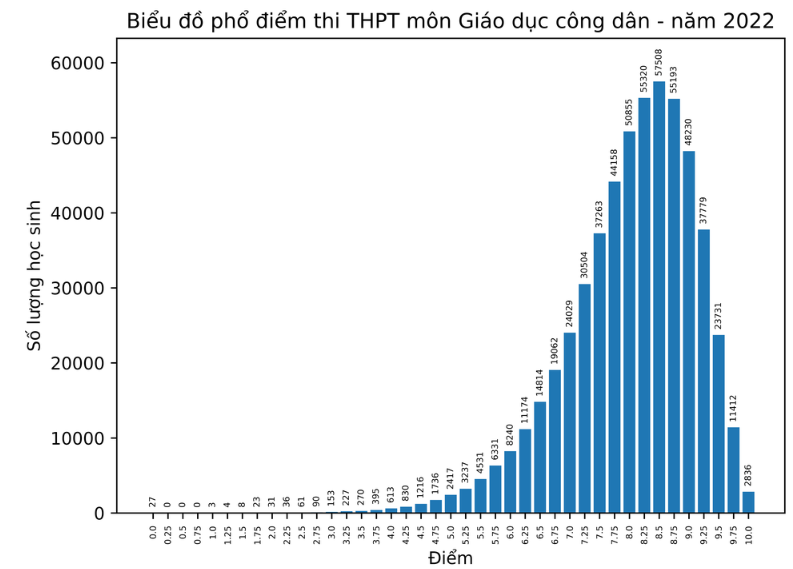 Biểu đồ phổ điểm thi THPT môn Giáo dục công dân - năm 2022
Số lượng học sinh
60000
50000
40000
30000
20000
10000
0
27 0 0 0 3 4 8 23 31 36 61 90 153 227 270 395 613 830 1216 1736 2417 3237 4531 6331 8240 11174 14814 19062 24029 30504 37263 44158 50855 55320 57508 55193 48230 37779 23731 11412 2836
0.0 0.25 0.5 0.75 1.0 1.25 1.5 1.75 2.0 2.25 2.5 2.75 3.0 3.25 3.5 3.75 4.0 4.25 4.5 4.75 5.0 5.25 5.5 5.75 6.0 6.25 6.5 6.75 7.0 7.25 7.5 7.75 8.0 8.25 8.5 8.75 9.0 9.25 9.5 9.75 10.0
Điểm